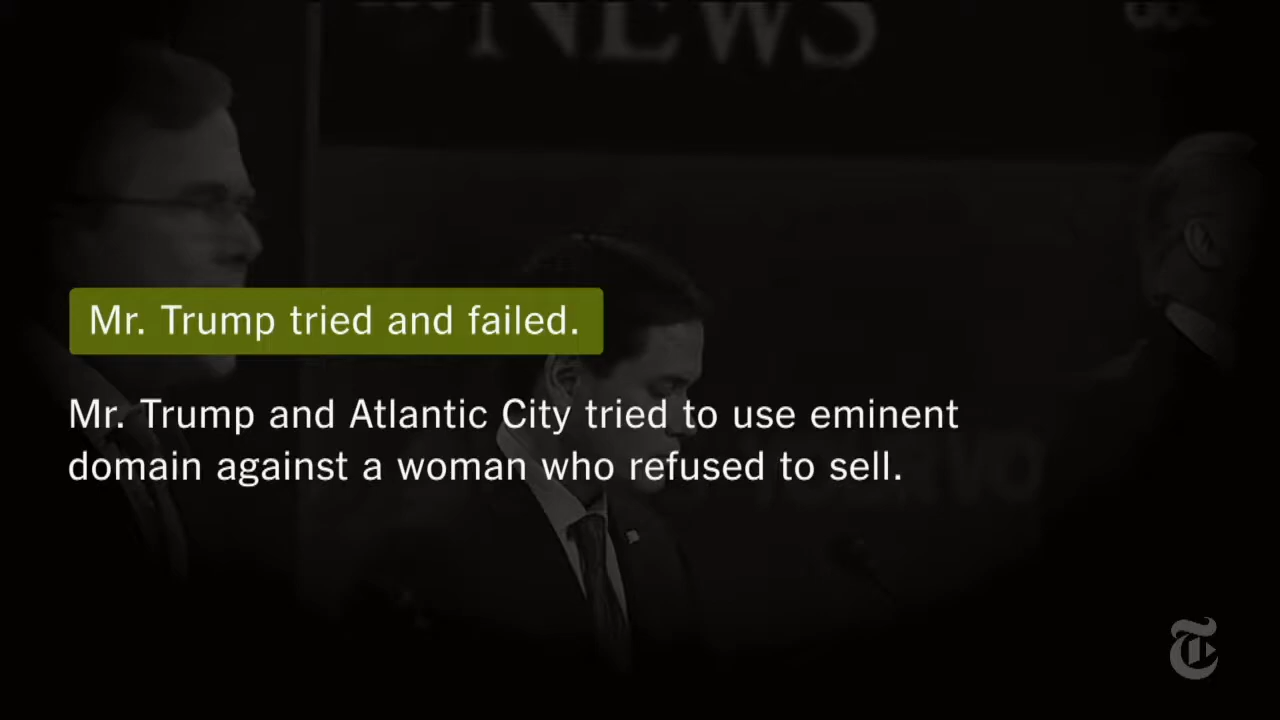 NEWS
Mr. Trump tried and failed.
Mr. Trump and Atlantic City tried to use eminent
domain against a woman who refused to sell.